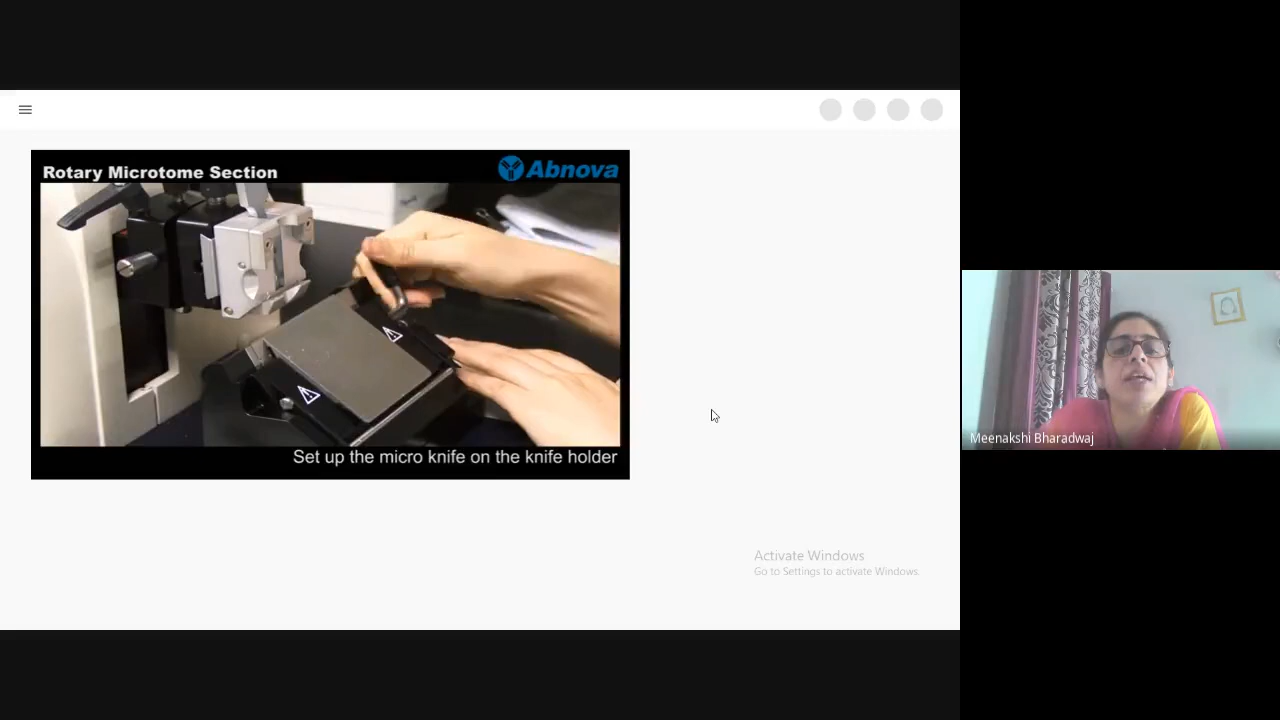 Rotary Microtome Section
Abnova
Set up the micro knife on the knife holder
Activate Windows
Go to Settings to activate Windows.
Meenakshi Bharadwaj